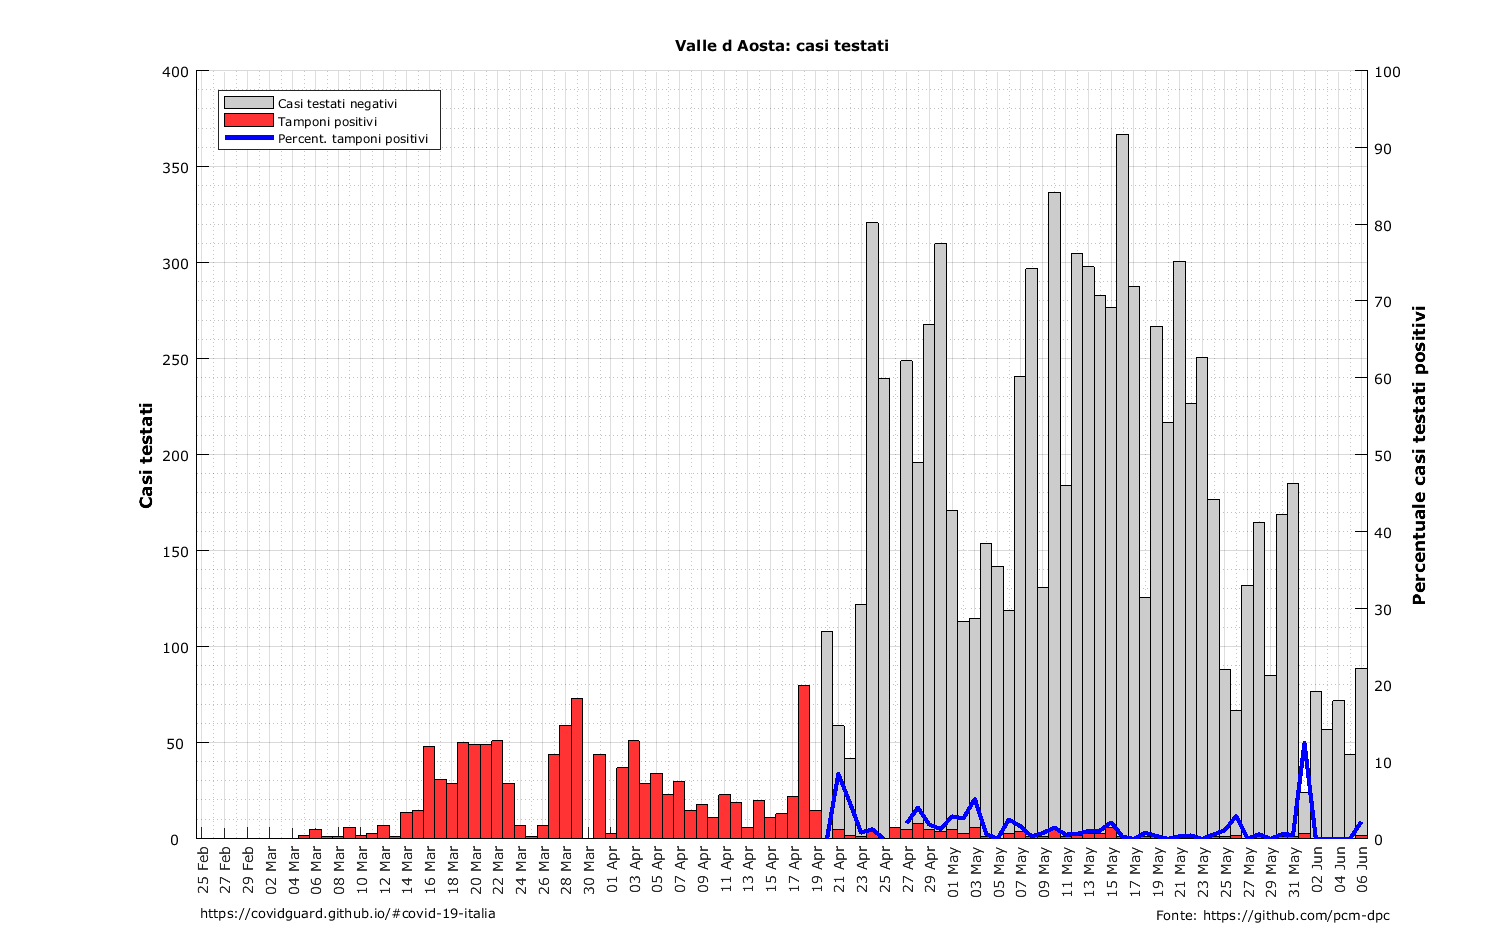 Valle d Aosta: casi testati
Casi testati negativi
Tamponi positivi
Percent. tamponi positivi
Casi testati
400
350
300
250
200
150
100
50
0
100
90
80
70
60
50
40
30
20
10
0
Percentuale casi testati positivi
25 Feb
27 Feb
29 Feb
02 Mar
04 Mar
06 Mar
08 Mar
10 Mar
12 Mar
14 Mar
16 Mar
18 Mar
20 Mar
22 Mar
24 Mar
26 Mar
28 Mar
30 Mar
01 Apr
03 Apr
05 Apr
07 Apr
09 Apr
11 Apr
13 Apr
15 Apr
17 Apr
19 Apr
21 Apr
23 Apr
25 Apr
27 Apr
29 Apr
01 May
03 May
05 May
07 May
09 May
11 May
13 May
15 May
17 May
19 May
21 May
23 May
25 May
27 May
29 May
31 May
02 Jun
04 Jun
06 Jun
https://covidguard.github.io/#covid-19-italia
Fonte: https://github.com/pcm-dpc